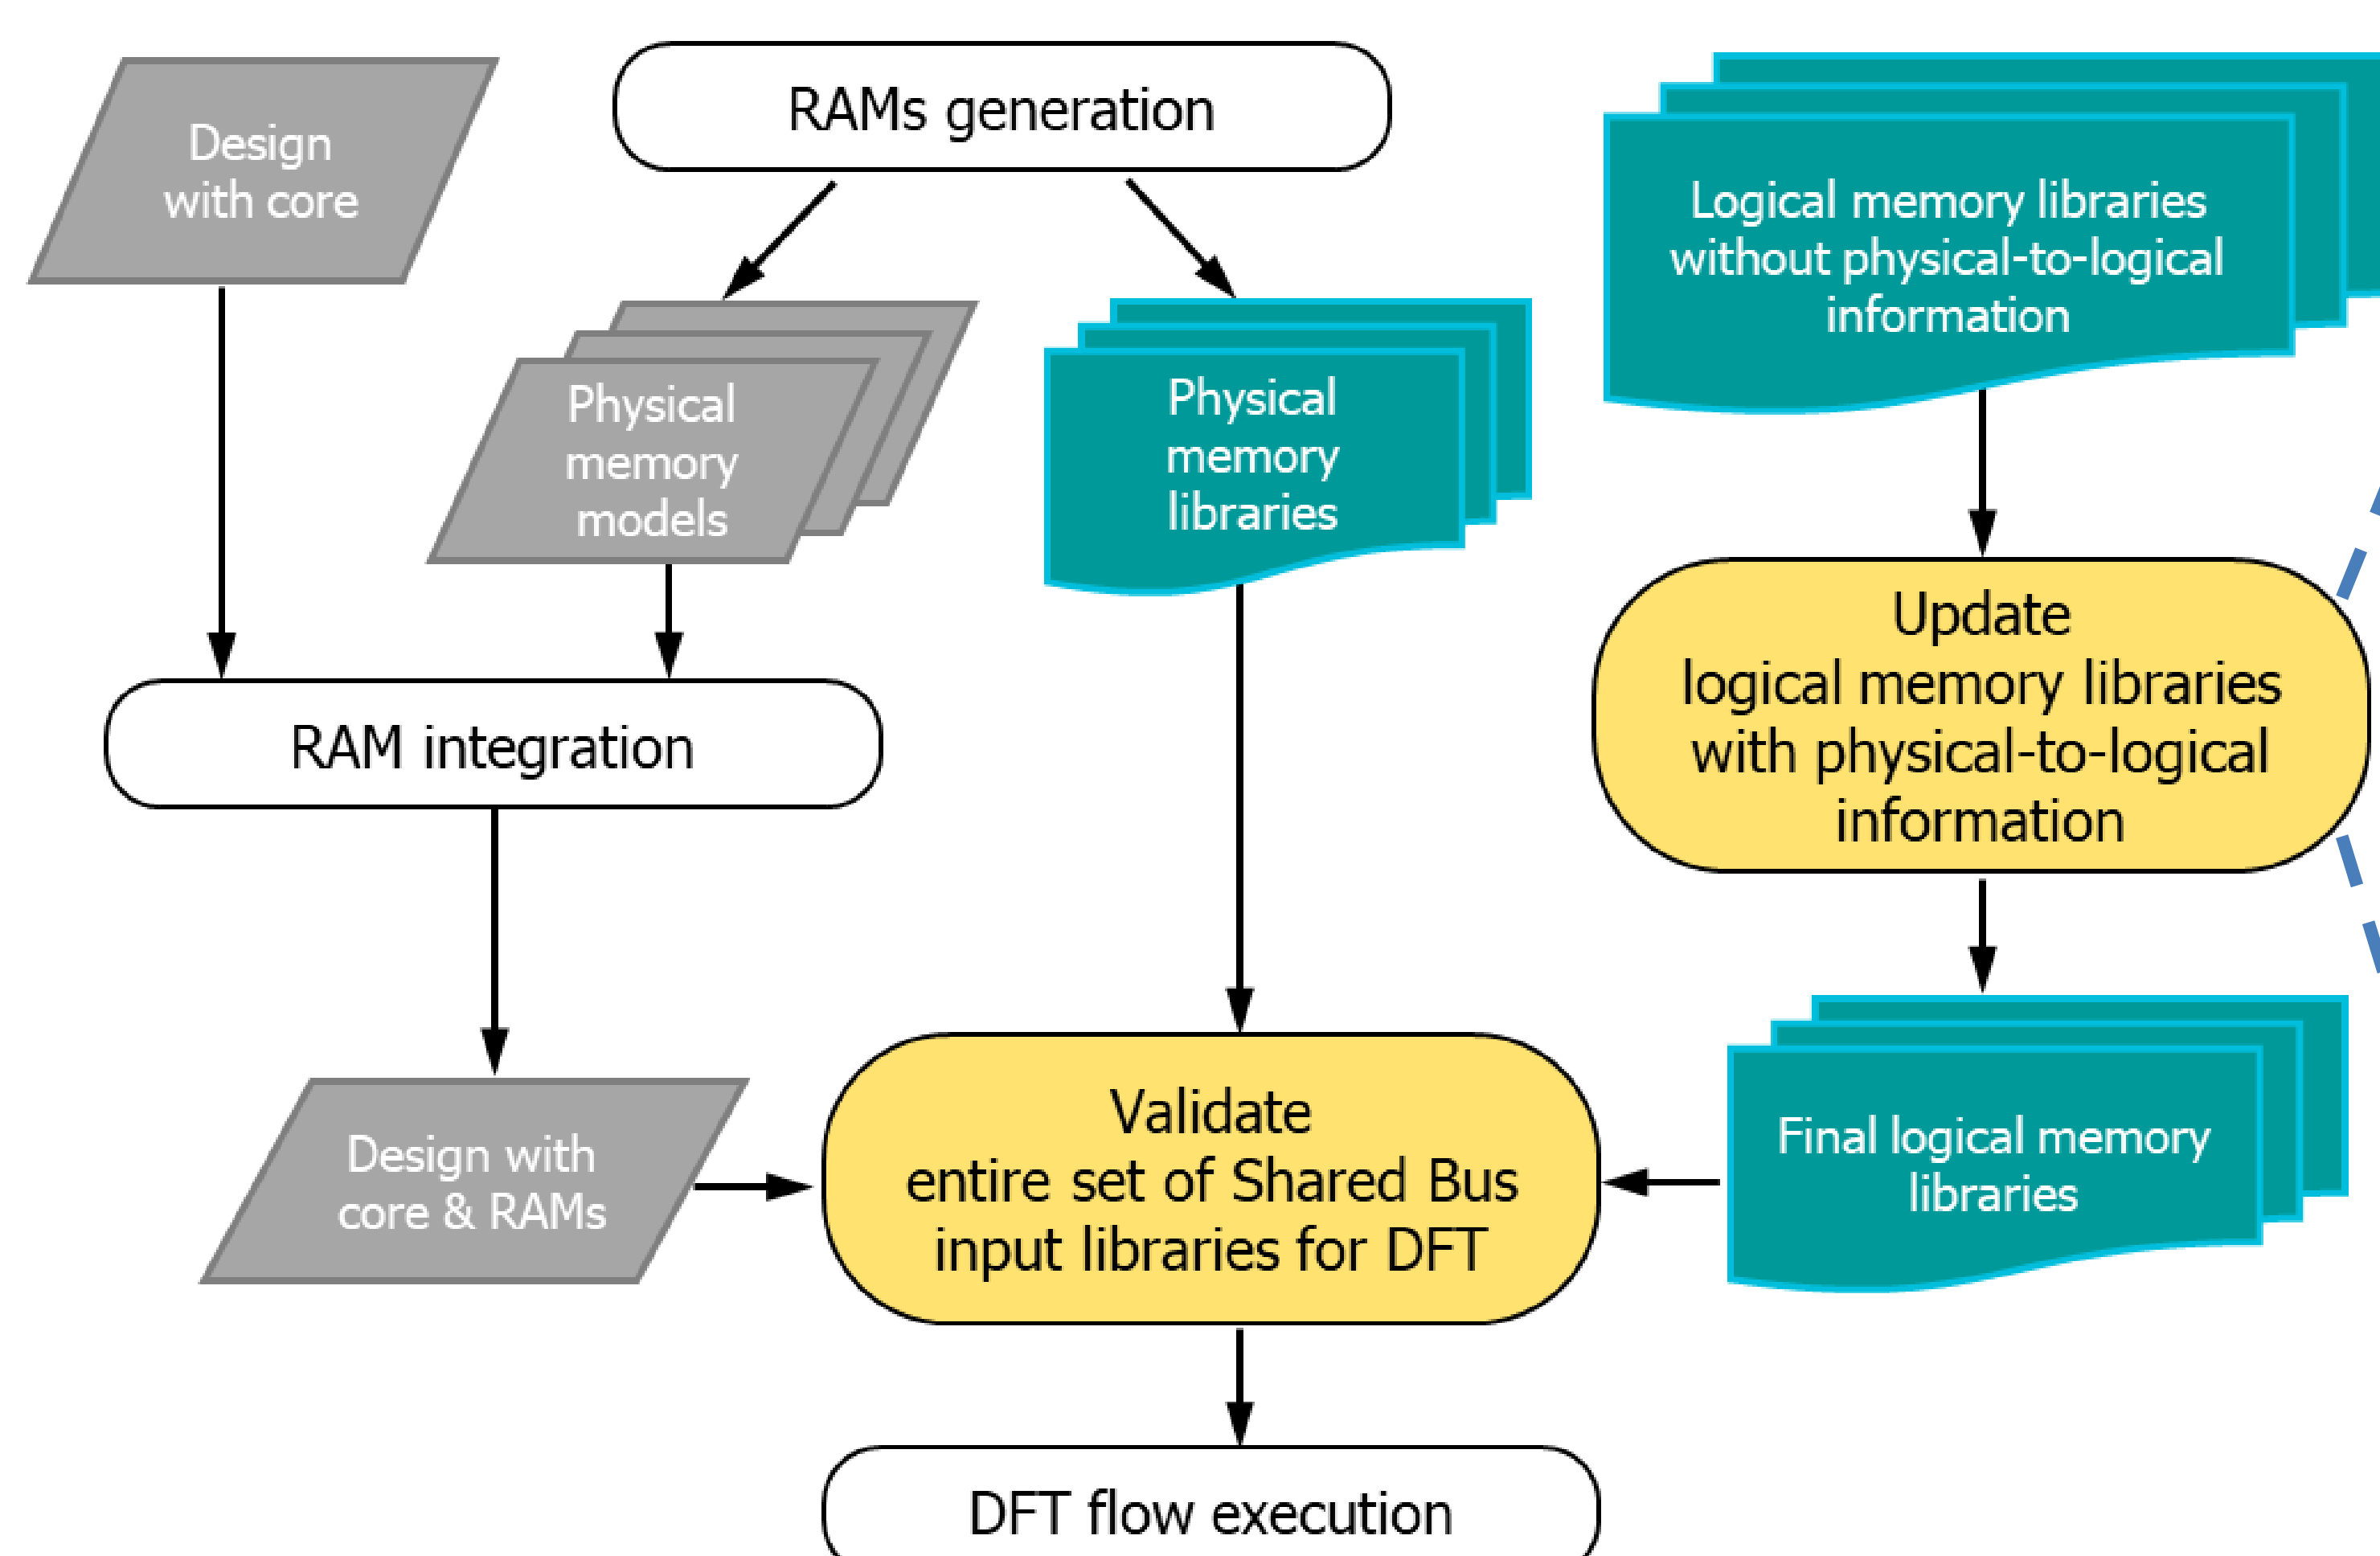 Design
with core
RAMs generation
Logical memory libraries
without physical-to-logical
information
Physical
memory
models
Physical
memory
libraries
Update
logical memory libraries
with physical-to-logical
information
RAM integration
Design with
core & RAMs
Validate
entire set of Shared Bus
input libraries for DFT
Final logical memory
libraries
DFT flow execution